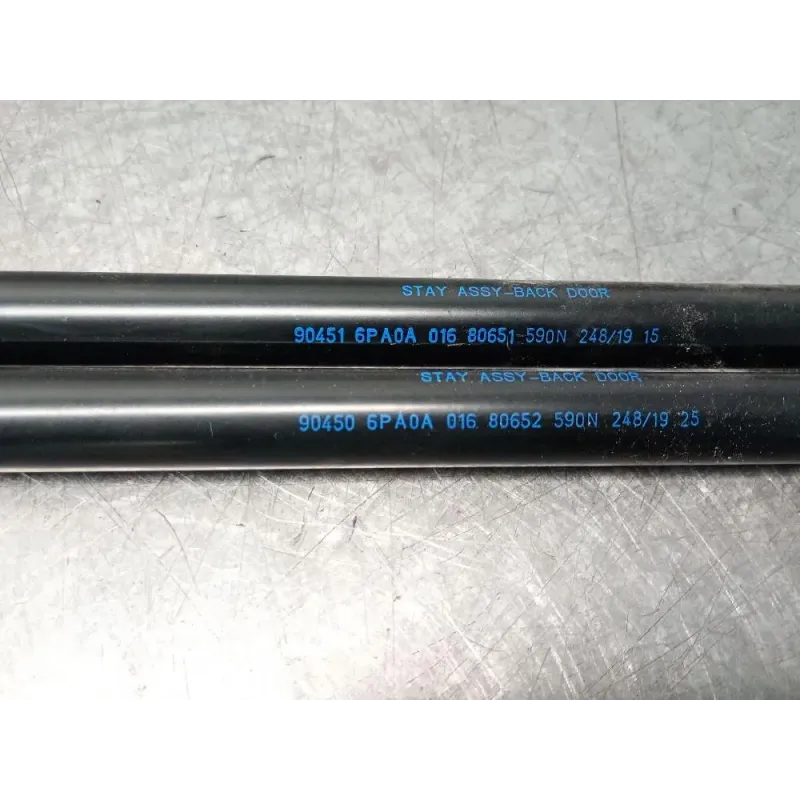 STAY ASSY-BACK DOOR
90451 6PA0A 016 80651-590N 248/19 15
STAY ASSY-BACK DOOR
90450 6PA0A 016 80652 590N 248/19 25